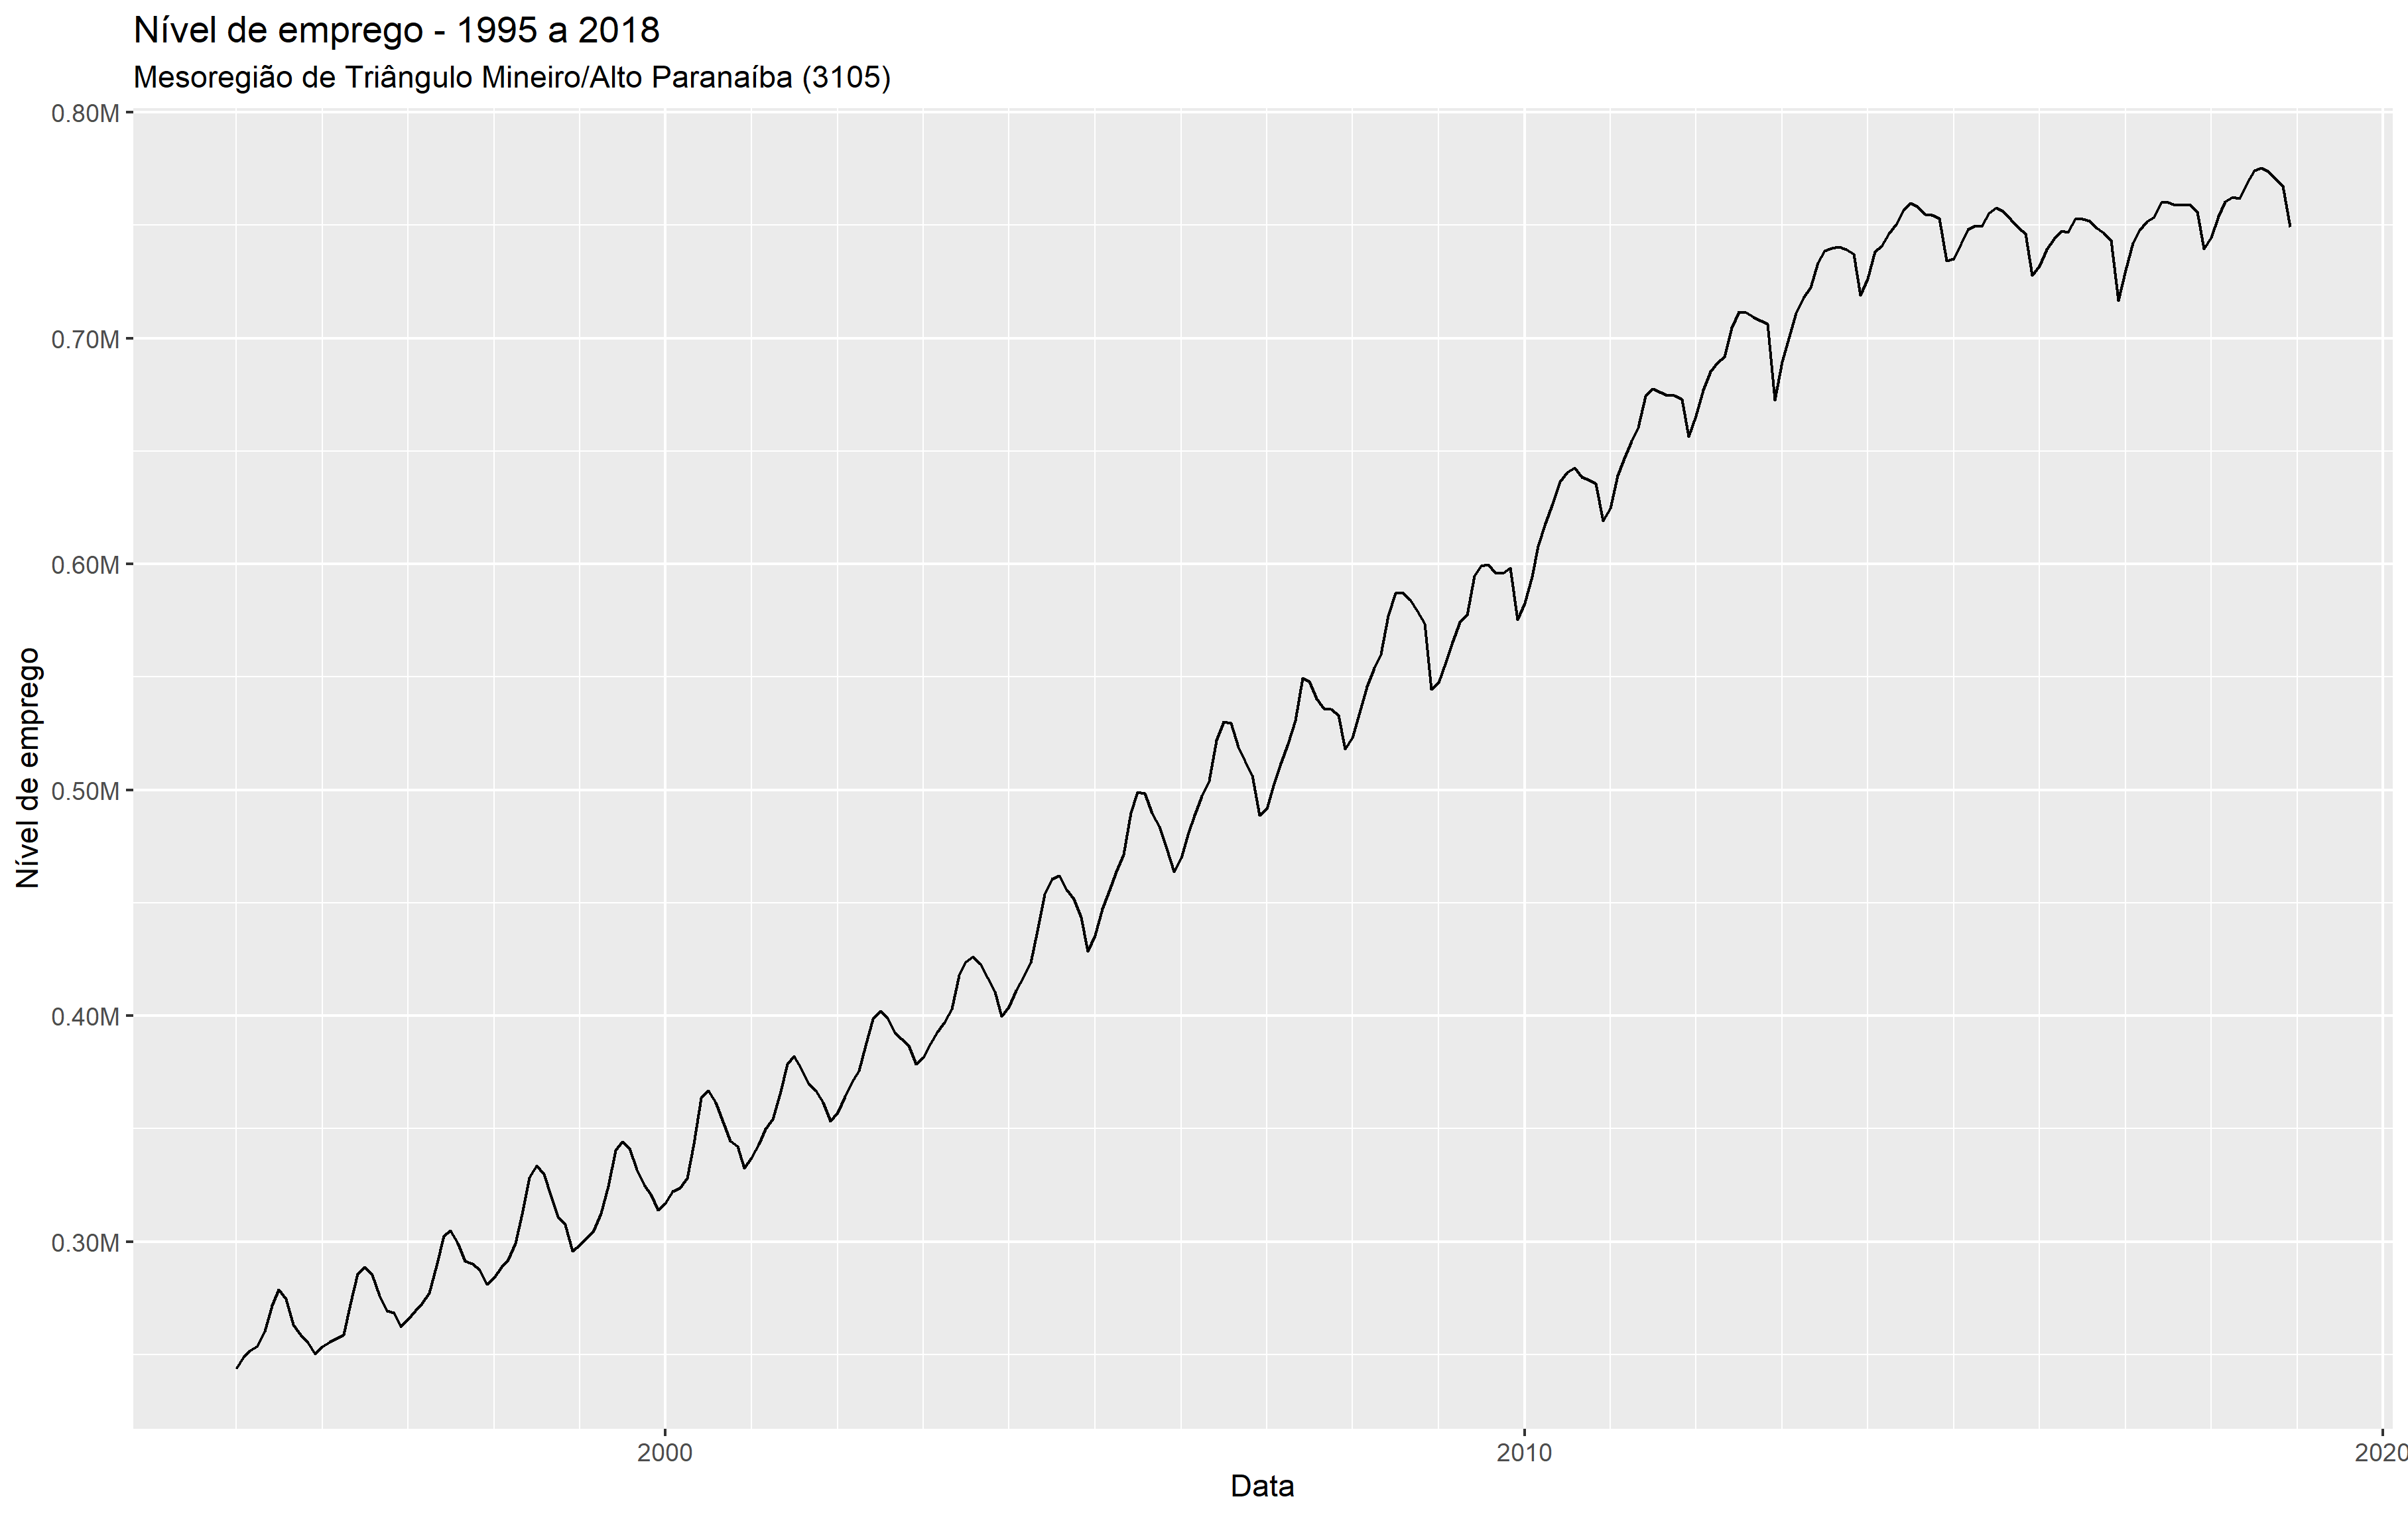 Nível de emprego - 1995 a 2018
Mesoregião de Triângulo Mineiro/Alto Paranaíba (3105)
0.80M
0.70M
0.60M
0.50M
0.40M
0.30M
Nível de emprego
2000
2010
2020
Data